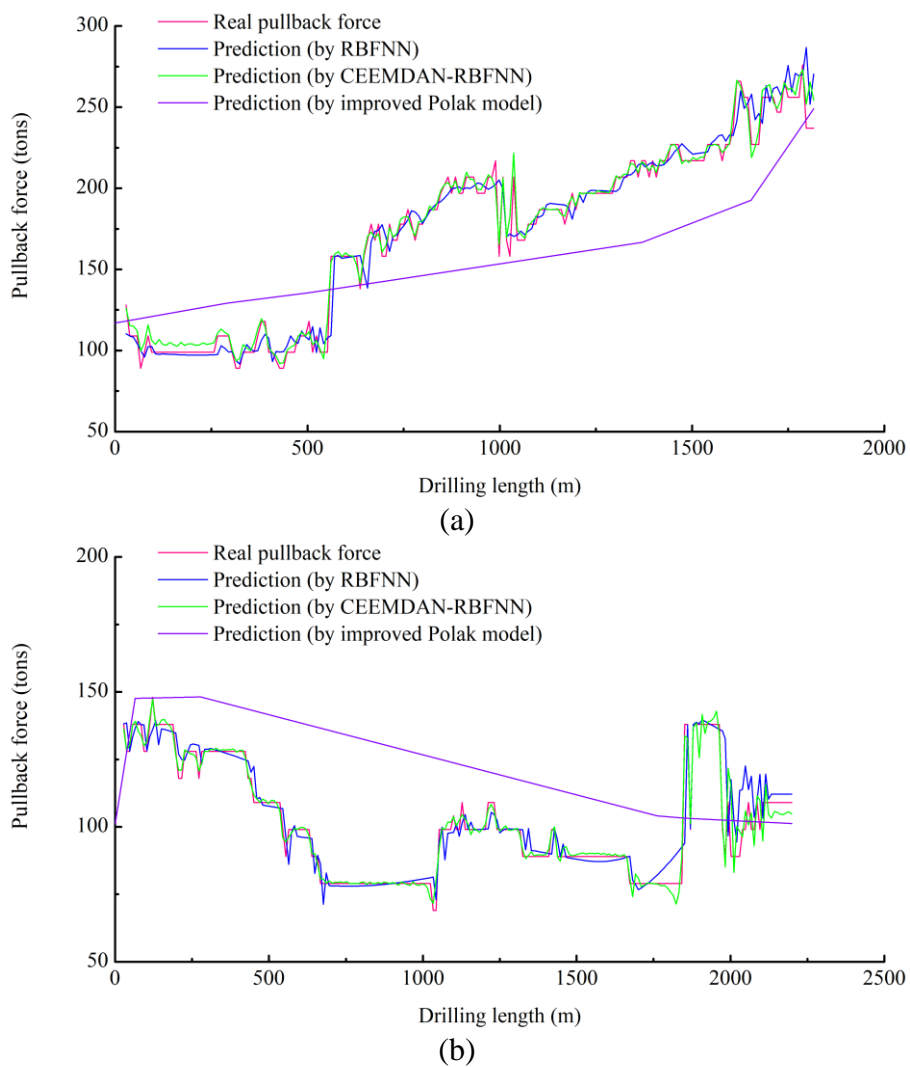 Real pullback force
Prediction (by RBFNN)
Prediction (by CEEMDAN-RBFNN)
Prediction (by improved Polak model)
Pullback force (tons)
300
250
200
150
100
50
0
500
1000
1500
2000
Drilling length (m)
(a)
Real pullback force
Prediction (by RBFNN)
Prediction (by CEEMDAN-RBFNN)
Prediction (by improved Polak model)
Pullback force (tons)
200
150
100
50
0
500
1000
1500
2000
2500
Drilling length (m)
(b)